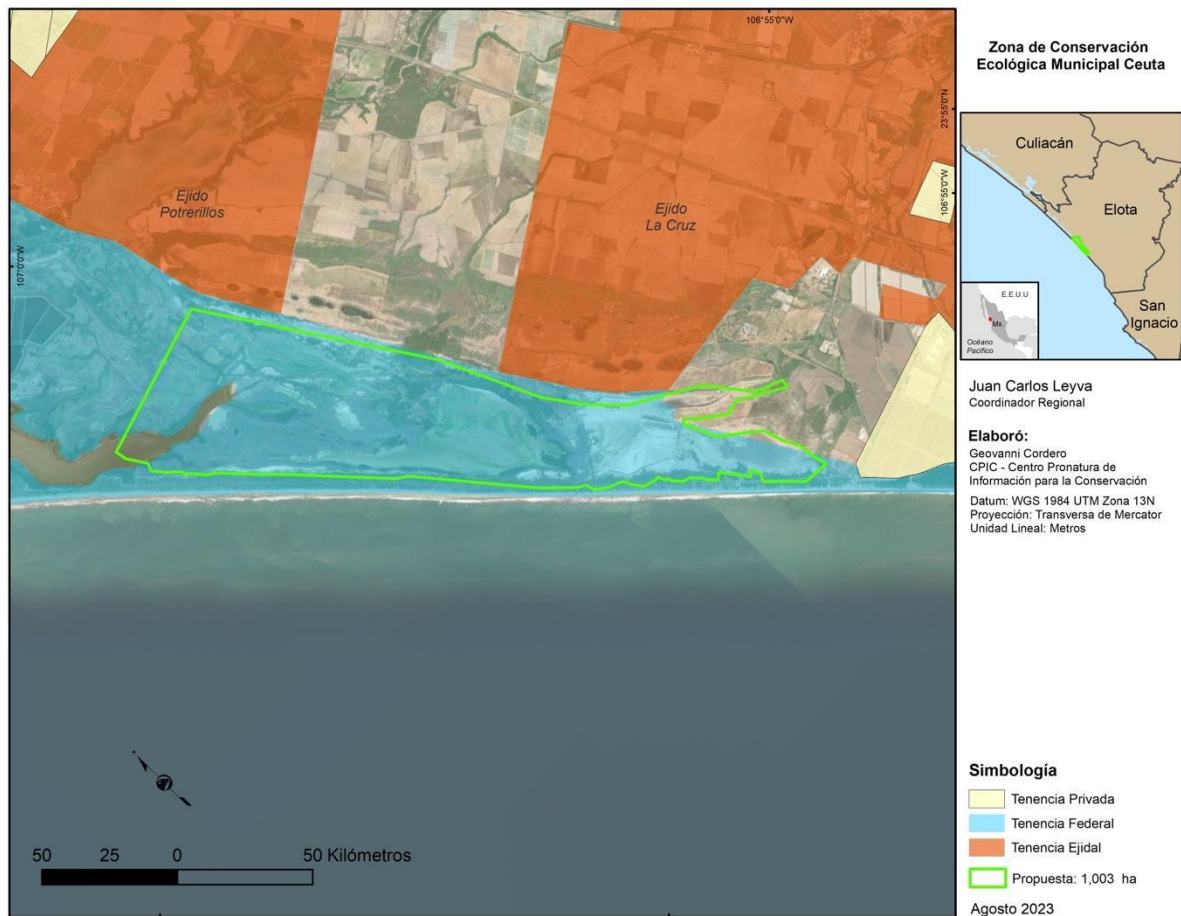 106°55'0"W
23°55'0"N
106°55'0"W
107°0'0"W
Ejido
Potrerillos
Ejido
La Cruz
50 25 0 50 Kilómetros
Zona de Conservación
Ecológica Municipal Ceuta
Culiacán
Elota
San
Ignacio
E.E.U.U
Mx.
Océano
Pacífico
Juan Carlos Leyva
Coordinador Regional
Elaboró:
Geovanni Cordero
CPIC - Centro Pronatura de
Información para la Conservación
Datum: WGS 1984 UTM Zona 13N
Proyección: Transversa de Mercator
Unidad Lineal: Metros
Simbología
Tenencia Privada
Tenencia Federal
Tenencia Ejidal
Propuesta: 1,003 ha
Agosto 2023